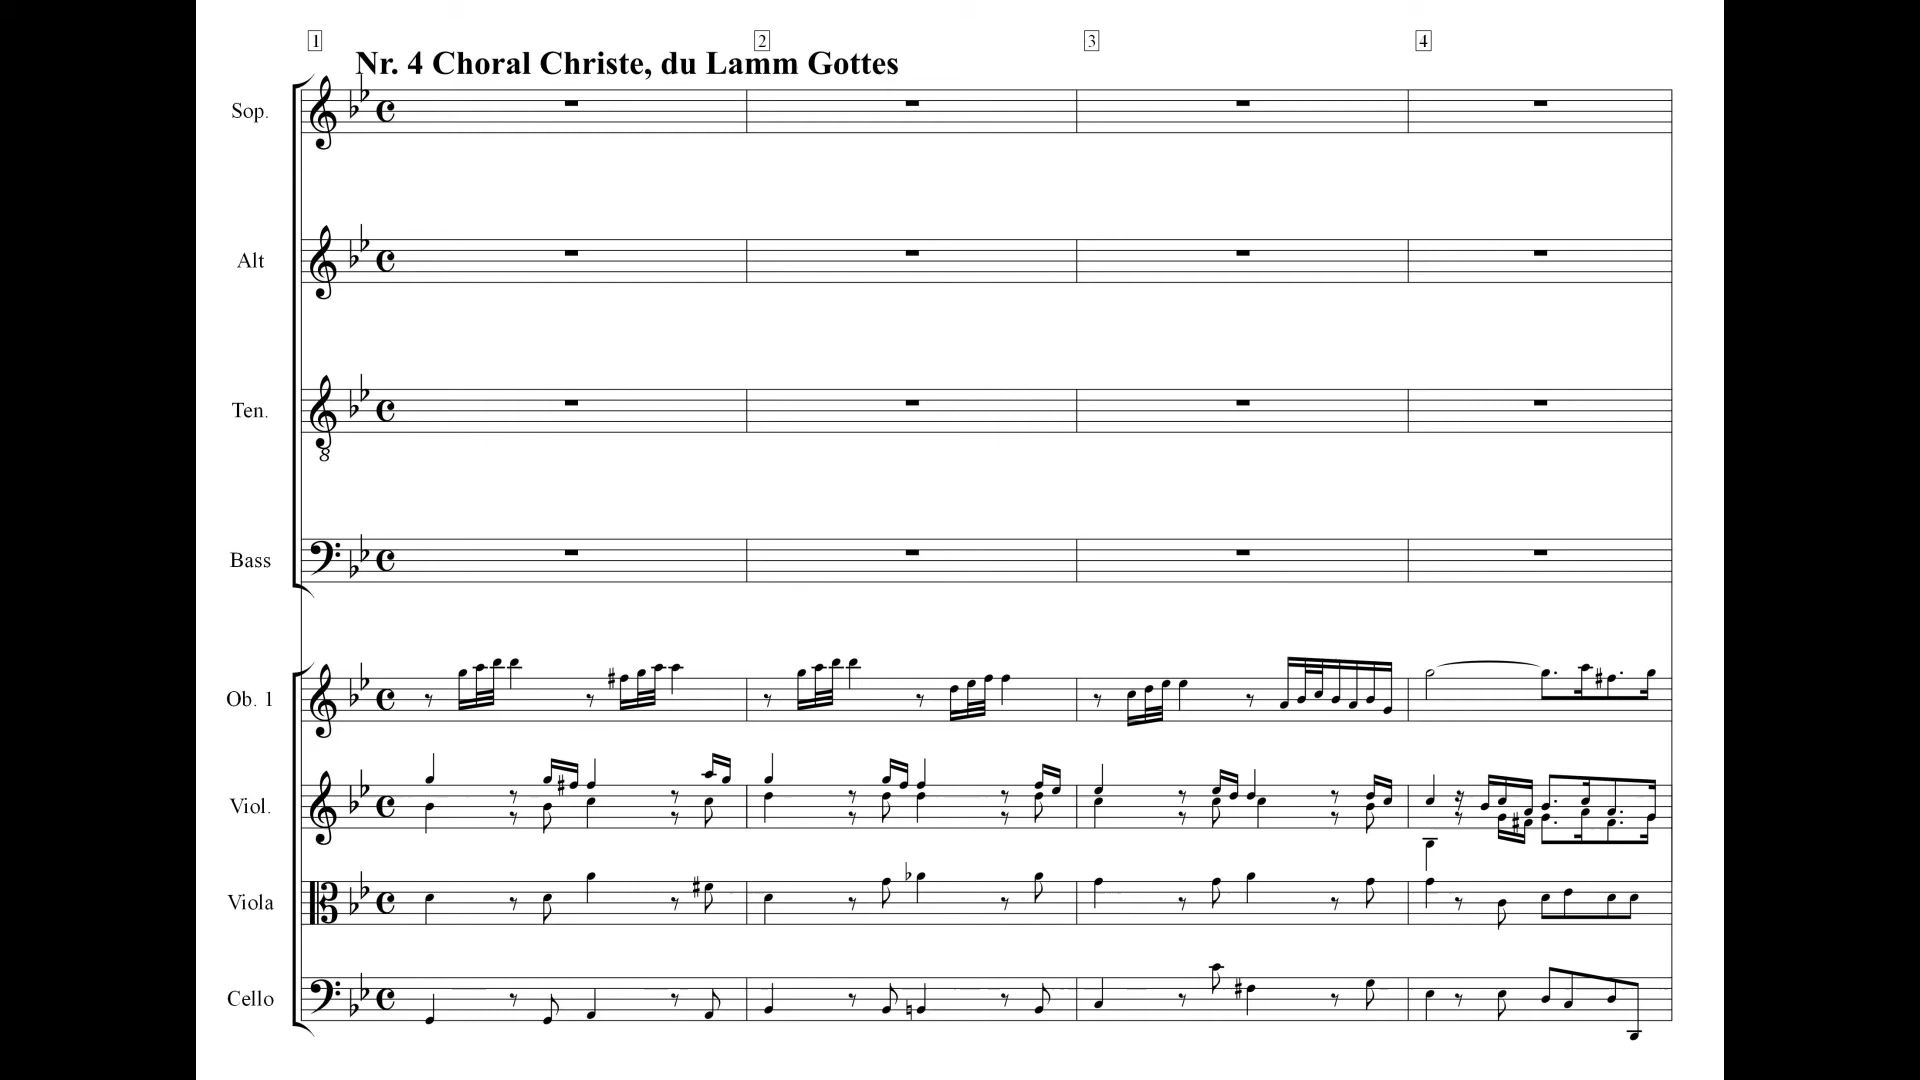 1 2 3 4
Nr. 4 Choral Christe, du Lamm Gottes
Sop.
Alt
Ten.
8
Bass
Ob. 1
Viol.
Viola
Cello